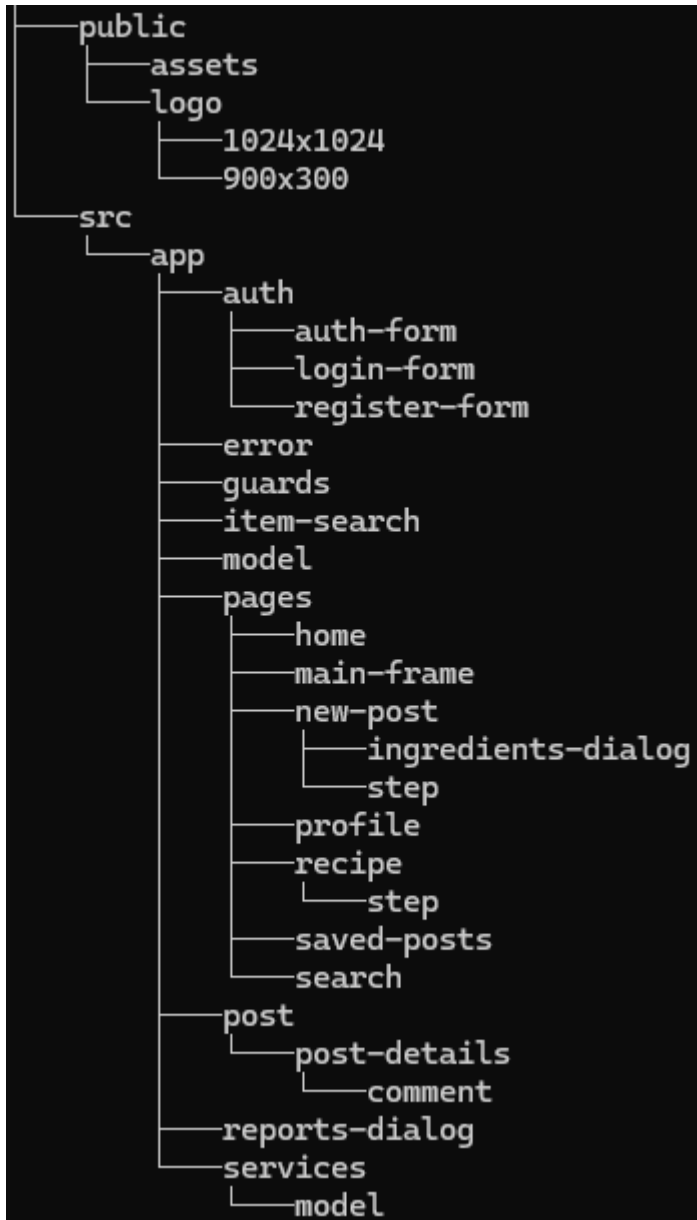 public
assets
logo
1024x1024
900x300
src
app
auth
auth-form
login-form
register-form
error
guards
item-search
model
pages
home
main-frame
new-post
ingredients-dialog
step
profile
recipe
step
saved-posts
search
post
post-details
comment
reports-dialog
services
model